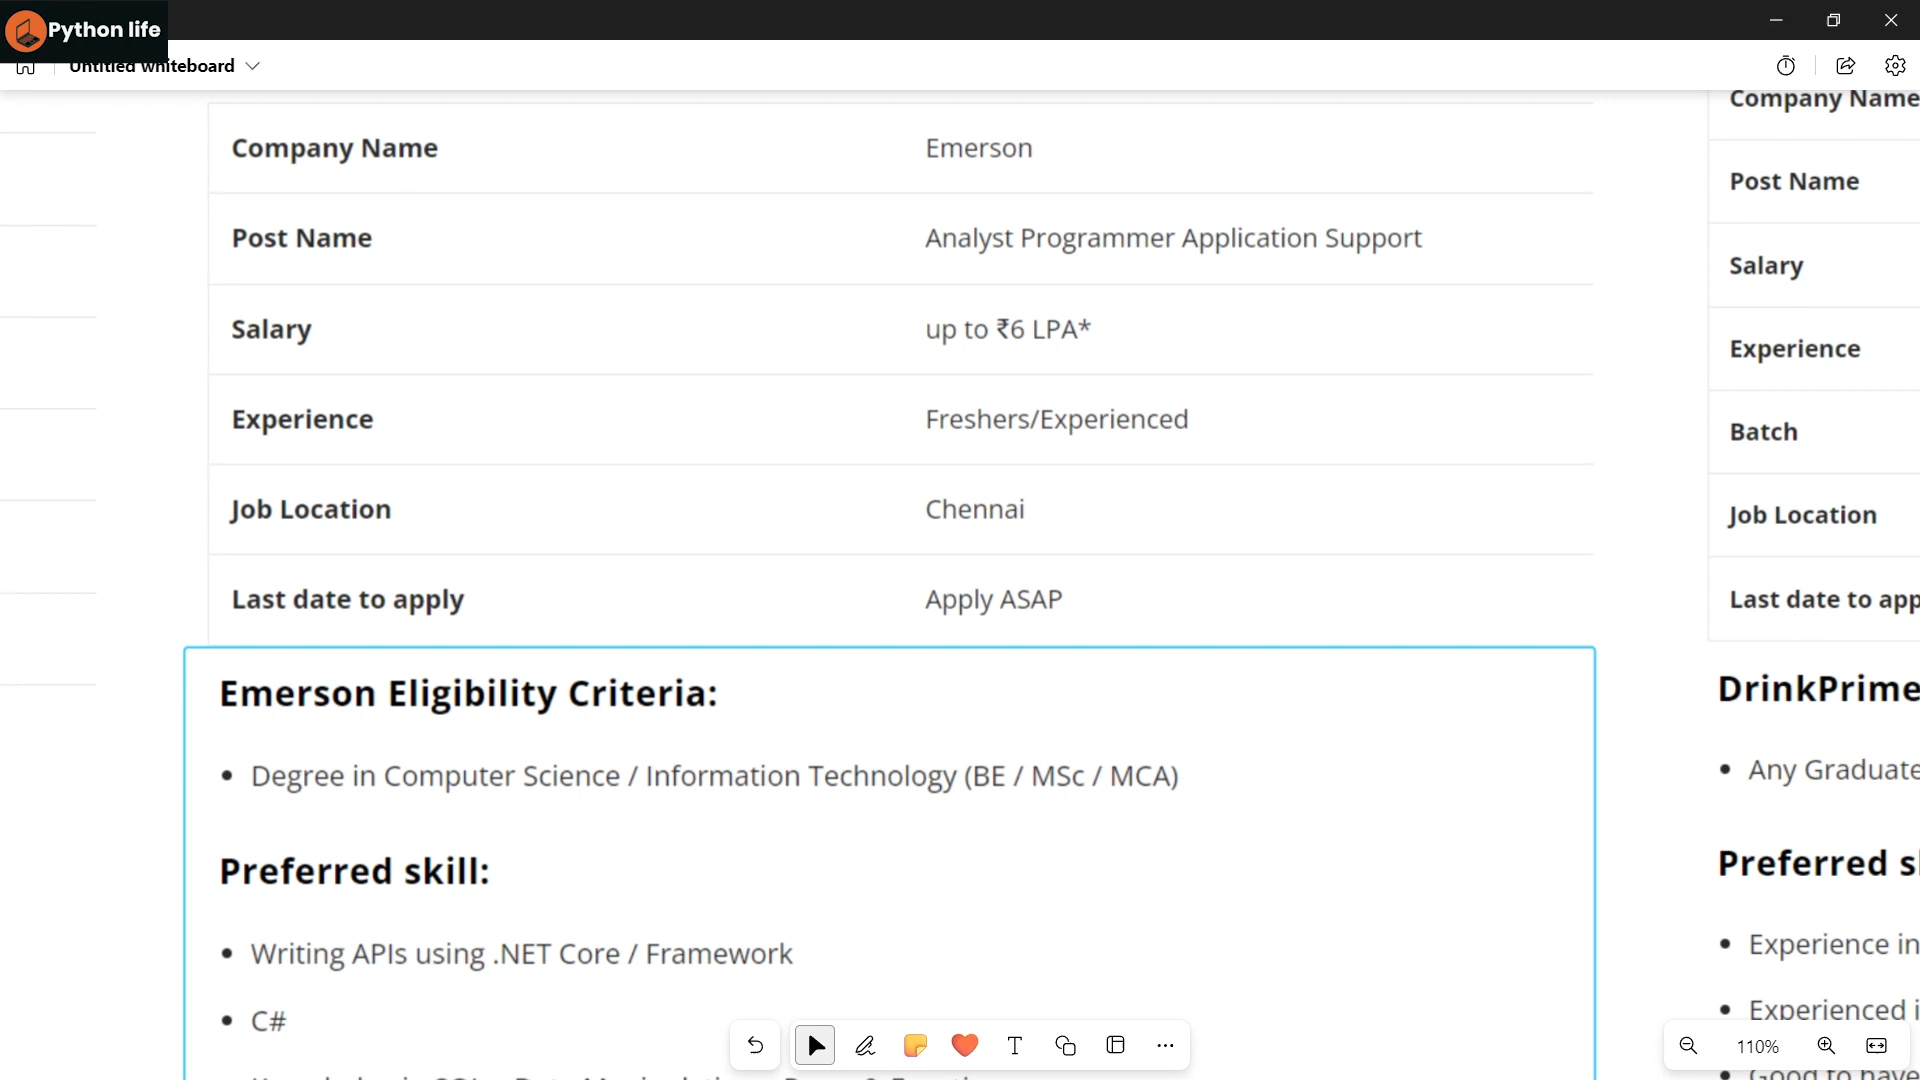 Python life
Untitled whiteboard
Company Name
Emerson
Post Name
Analyst Programmer Application Support
Salary
up to ₹6 LPA*
Experience
Freshers/Experienced
Job Location
Chennai
Last date to apply
Apply ASAP
Emerson Eligibility Criteria:
• Degree in Computer Science / Information Technology (BE / MSc / MCA)
Preferred skill:
• Writing APIs using .NET Core / Framework
• C#
Company Name
Post Name
Salary
Experience
Batch
Job Location
Last date to app
DrinkPrime
• Any Graduate
Preferred s
• Experience in
• Experienced i
• Good to have
110%